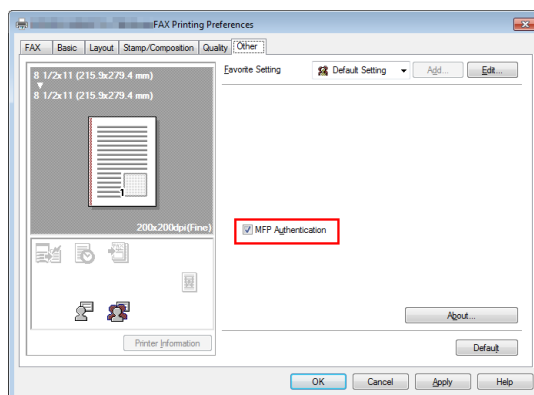 FAX Printing Preferences
FAX Basic Layout Stamp/Composition Quality Other
8 1/2x11 (215.9x279.4 mm)
8 1/2x11 (215.9x279.4 mm)
1
200x200dpi(Fine)
Printer Information
Favorite Setting Default Setting Add... Edit...
MFP Authentication
About...
Default
OK Cancel Apply Help